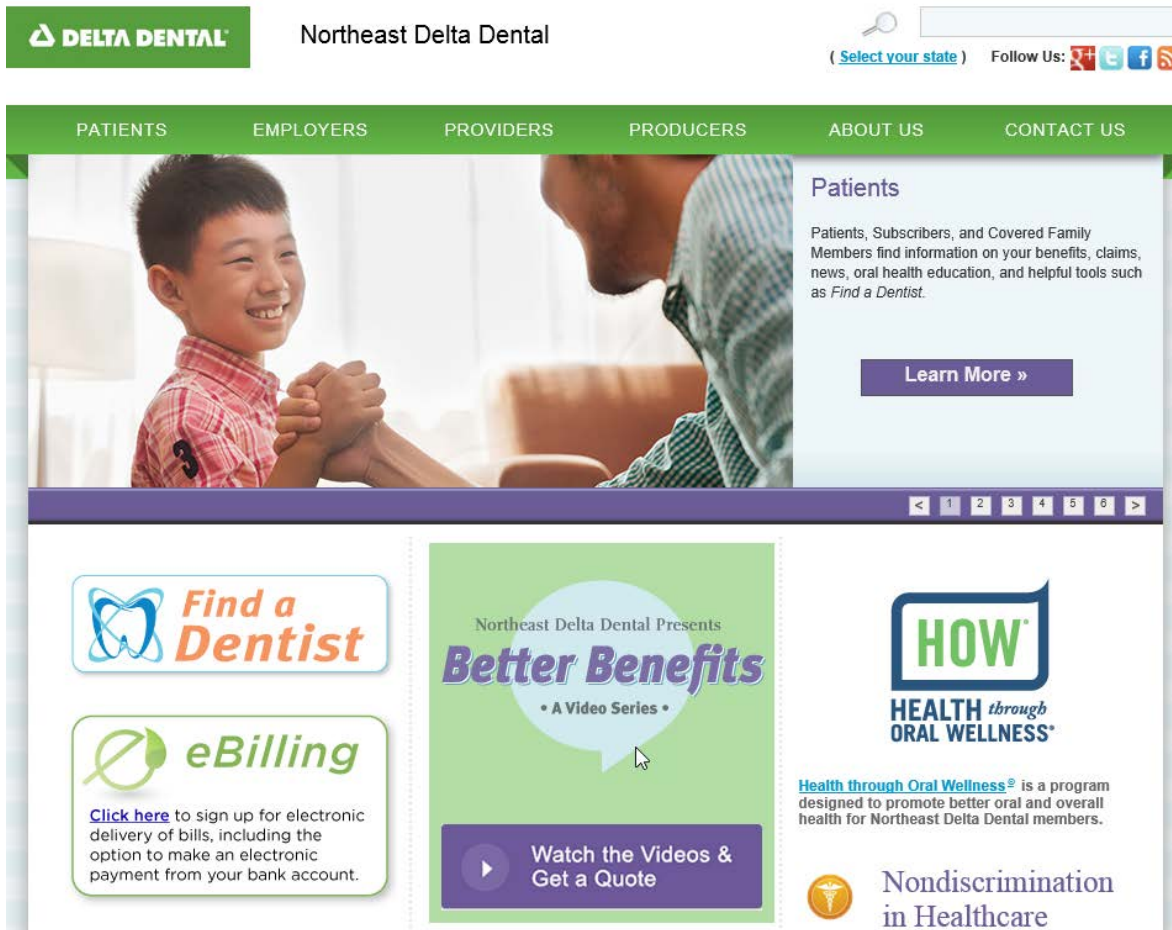 DELTA DENTAL®
Northeast Delta Dental
( Select your state )
Follow Us:
PATIENTS
EMPLOYERS
PROVIDERS
PRODUCERS
ABOUT US
CONTACT US
3
Patients
Patients, Subscribers, and Covered Family
Members find information on your benefits, claims,
news, oral health education, and helpful tools such
as Find a Dentist.
Learn More »
< 1 2 3 4 5 6 >
Find a
Dentist
eBilling
Click here to sign up for electronic
delivery of bills, including the
option to make an electronic
payment from your bank account.
Northeast Delta Dental Presents
Better Benefits
• A Video Series •
Watch the Videos &
Get a Quote
HOW®
HEALTH through
ORAL WELLNESS®
Health through Oral Wellness® is a program
designed to promote better oral and overall
health for Northeast Delta Dental members.
Nondiscrimination
in Healthcare